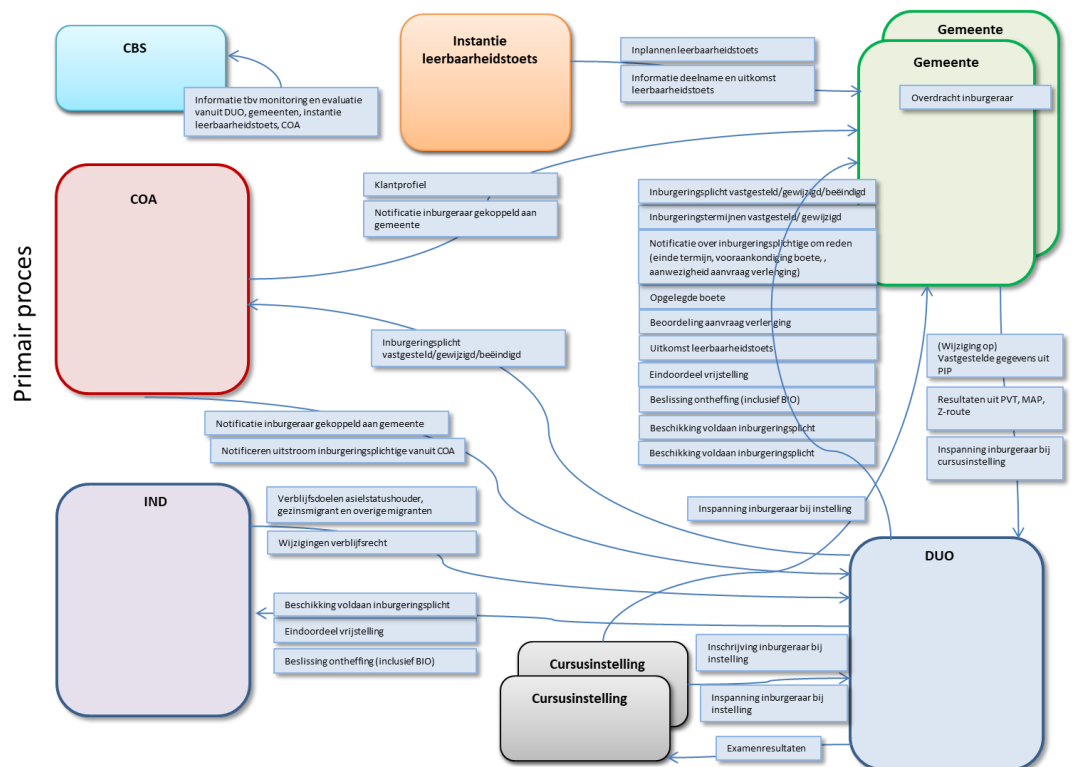 Primair proces
CBS
Informatie tbv monitoring en evaluatie
vanuit DUO, gemeenten, instantie
leerbaarheidstoets, COA
Instantie
leerbaarheidstoets
Inplannen leerbaarheidstoets
Informatie deelname en uitkomst
leerbaarheidstoets
Gemeente
Gemeente
Overdracht inburgeraar
COA
Klantprofiel
Notificatie inburgeraar gekoppeld aan
gemeente
Inburgeringsplicht
vastgesteld/gewijzigd/beëindigd
Inburgeringsplicht vastgesteld/gewijzigd/beëindigd
Inburgeringstermijnen vastgesteld/ gewijzigd
Notificatie over inburgeringsplichtige om reden
(einde termijn, vooraankondiging boete, ,
aanwezigheid aanvraag verlenging)
Opgelegde boete
Beoordeling aanvraag verlenging
Uitkomst leerbaarheidstoets
Eindoordeel vrijstelling
Beslissing ontheffing (inclusief BIO)
Beschikking voldaan inburgeringsplicht
Beschikking voldaan inburgeringsplicht
(Wijziging op)
Vastgestelde gegevens uit
PIP
Resultaten uit PVT, MAP,
Z-route
Inspanning inburgeraar bij
cursusinstelling
Notificatie inburgeraar gekoppeld aan gemeente
Notificeren uitstroom inburgeringsplichtige vanuit COA
IND
Verblijfsdoelen asielstatushouder,
gezinsmigrant en overige migranten
Wijzigingen verblijfsrecht
Inspanning inburgeraar bij instelling
DUO
Beschikking voldaan inburgeringsplicht
Eindoordeel vrijstelling
Beslissing ontheffing (inclusief BIO)
Cursusinstelling
Cursusinstelling
Inschrijving inburgeraar bij
instelling
Inspanning inburgeraar bij
instelling
Examenresultaten